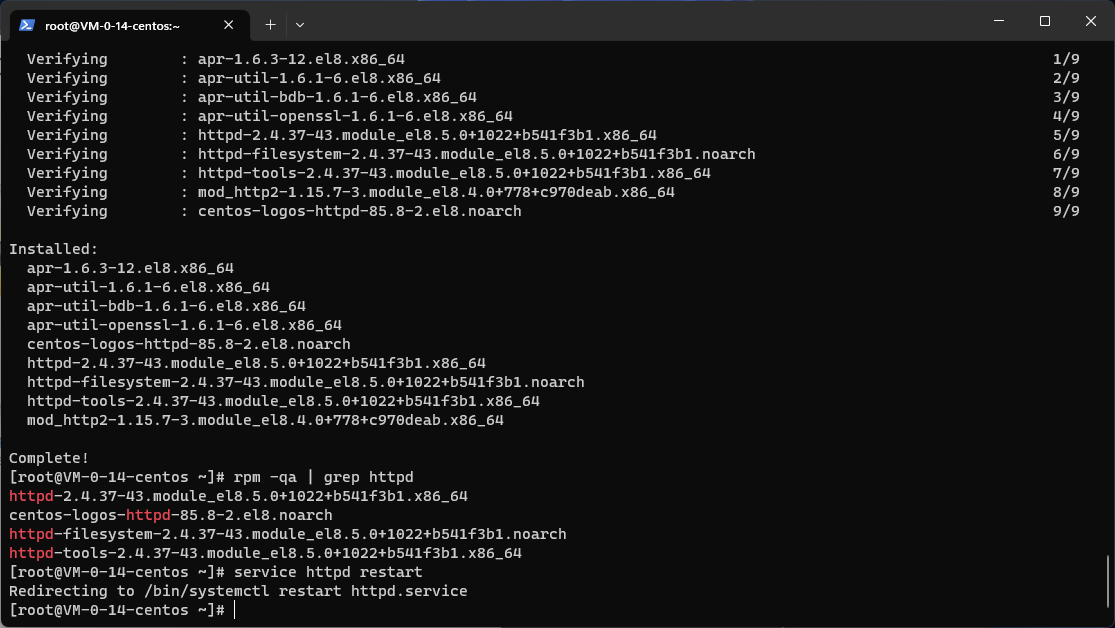 root@VM-0-14-centos:~
Verifying : apr-1.6.3-12.el8.x86_64 1/9
Verifying : apr-util-1.6.1-6.el8.x86_64 2/9
Verifying : apr-util-bdb-1.6.1-6.el8.x86_64 3/9
Verifying : apr-util-openssl-1.6.1-6.el8.x86_64 4/9
Verifying : httpd-2.4.37-43.module_el8.5.0+1022+b541f3b1.x86_64 5/9
Verifying : httpd-filesystem-2.4.37-43.module_el8.5.0+1022+b541f3b1.noarch 6/9
Verifying : httpd-tools-2.4.37-43.module_el8.5.0+1022+b541f3b1.x86_64 7/9
Verifying : mod_http2-1.15.7-3.module_el8.4.0+778+c970deab.x86_64 8/9
Verifying : centos-logos-httpd-85.8-2.el8.noarch 9/9
Installed:
apr-1.6.3-12.el8.x86_64
apr-util-1.6.1-6.el8.x86_64
apr-util-bdb-1.6.1-6.el8.x86_64
apr-util-openssl-1.6.1-6.el8.x86_64
centos-logos-httpd-85.8-2.el8.noarch
httpd-2.4.37-43.module_el8.5.0+1022+b541f3b1.x86_64
httpd-filesystem-2.4.37-43.module_el8.5.0+1022+b541f3b1.noarch
httpd-tools-2.4.37-43.module_el8.5.0+1022+b541f3b1.x86_64
mod_http2-1.15.7-3.module_el8.4.0+778+c970deab.x86_64
Complete!
[root@VM-0-14-centos ~]# rpm -qa | grep httpd
httpd-2.4.37-43.module_el8.5.0+1022+b541f3b1.x86_64
centos-logos-httpd-85.8-2.el8.noarch
httpd-filesystem-2.4.37-43.module_el8.5.0+1022+b541f3b1.noarch
httpd-tools-2.4.37-43.module_el8.5.0+1022+b541f3b1.x86_64
[root@VM-0-14-centos ~]# service httpd restart
Redirecting to /bin/systemctl restart httpd.service
[root@VM-0-14-centos ~]#